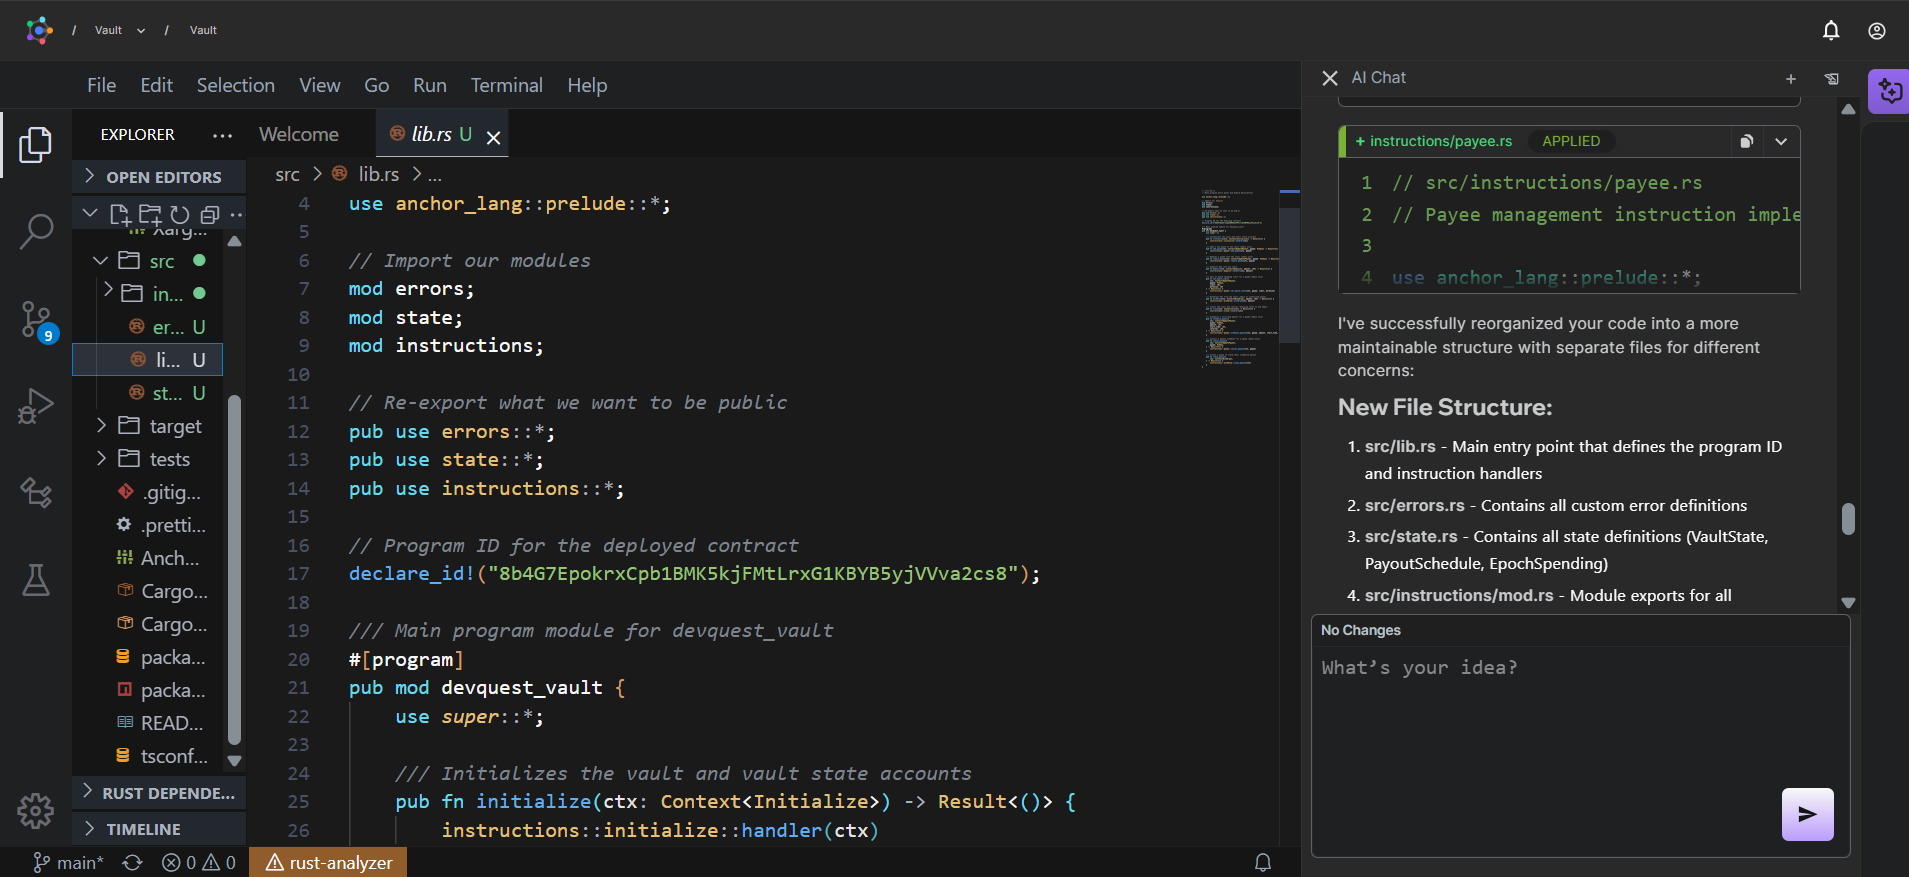 / Vault / Vault
File Edit Selection View Go Run Terminal Help
EXPLORER ...
OPEN EDITORS
Xarg...
src
in...
er... U
li... U
st... U
target
tests
.gitig...
.pretti...
Anch...
Cargo...
Cargo...
packa...
packa...
READ...
tsconf...
RUST DEPENDE...
TIMELINE
9
Welcome
lib.rs U
src > lib.rs > ...
4 use anchor_lang::prelude::*;
5
6 // Import our modules
7 mod errors;
8 mod state;
9 mod instructions;
10
11 // Re-export what we want to be public
12 pub use errors::*;
13 pub use state::*;
14 pub use instructions::*;
15
16 // Program ID for the deployed contract
17 declare_id!("8b4G7EpokrxCpb1BMK5kjFMtLrxG1KBYB5yjVVva2cs8");
18
19 /// Main program module for devquest_vault
20 #[program]
21 pub mod devquest_vault {
22 use super::*;
23
24 /// Initializes the vault and vault state accounts
25 pub fn initialize(ctx: Context<Initialize>) -> Result<()> {
26 instructions::initialize::handler(ctx)
main* 0 0 rust-analyzer
AI Chat
+ instructions/payee.rs APPLIED
1 // src/instructions/payee.rs
2 // Payee management instruction imple
3
4 use anchor_lang::prelude::*;
I've successfully reorganized your code into a more
maintainable structure with separate files for different
concerns:
New File Structure:
1. src/lib.rs - Main entry point that defines the program ID
and instruction handlers
2. src/errors.rs - Contains all custom error definitions
3. src/state.rs - Contains all state definitions (VaultState,
PayoutSchedule, EpochSpending)
4. src/instructions/mod.rs - Module exports for all
No Changes
What's your idea?